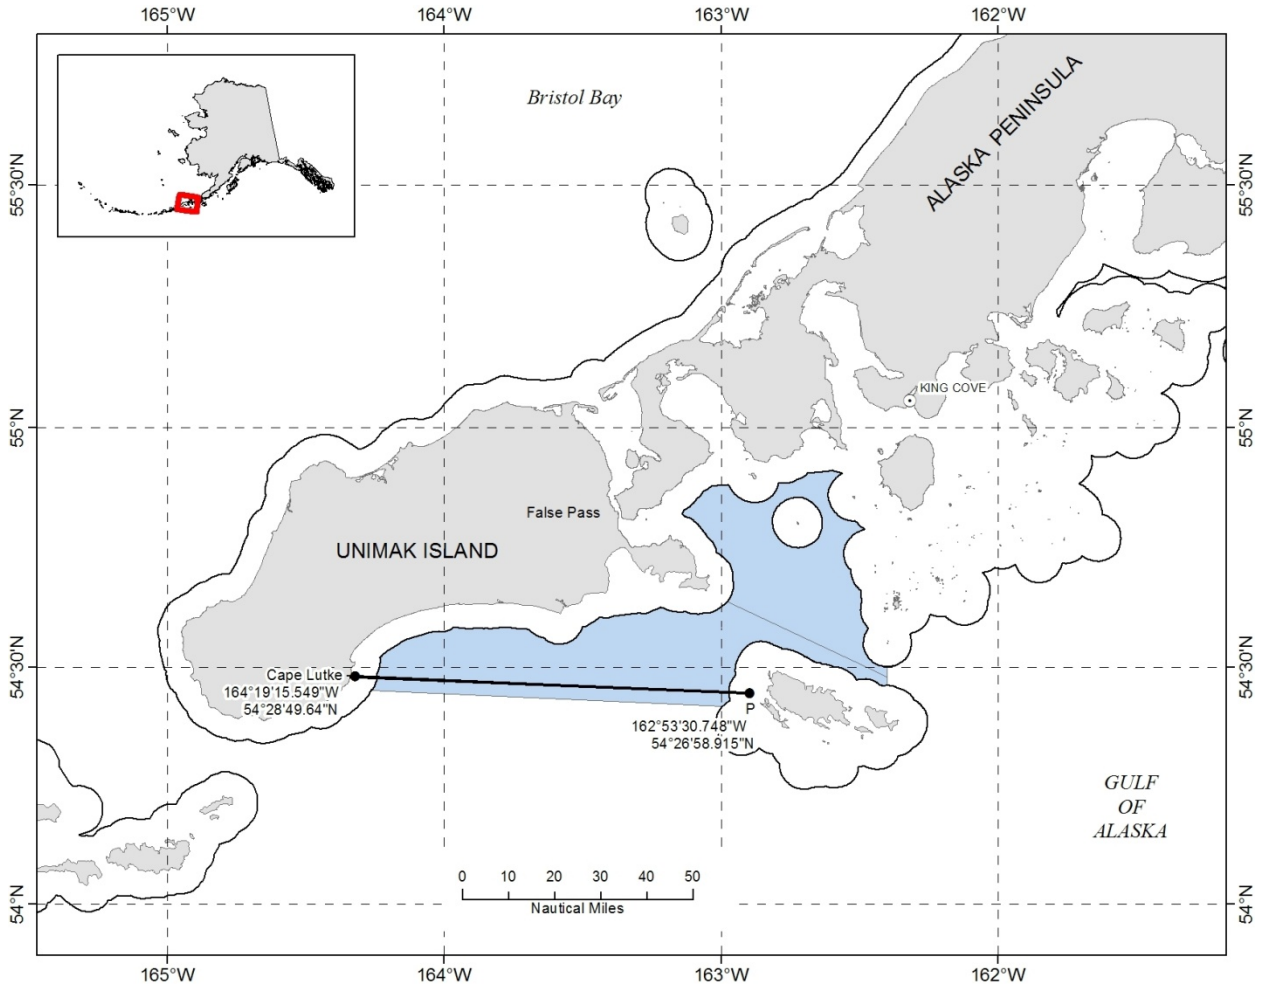 165°W
164°W
163°W
162°W
Bristol Bay
ALASKA PENINSULA
55°30'N
55°30'N
KING COVE
55°N
55°N
False Pass
UNIMAK ISLAND
54°30'N
54°30'N
Cape Lutke
164°19'15.549"W
54°28'49.64"N
P
162°53'30.748"W
54°26'58.915"N
GULF
OF
ALASKA
0 10 20 30 40 50
Nautical Miles
54°N
54°N
165°W
164°W
163°W
162°W